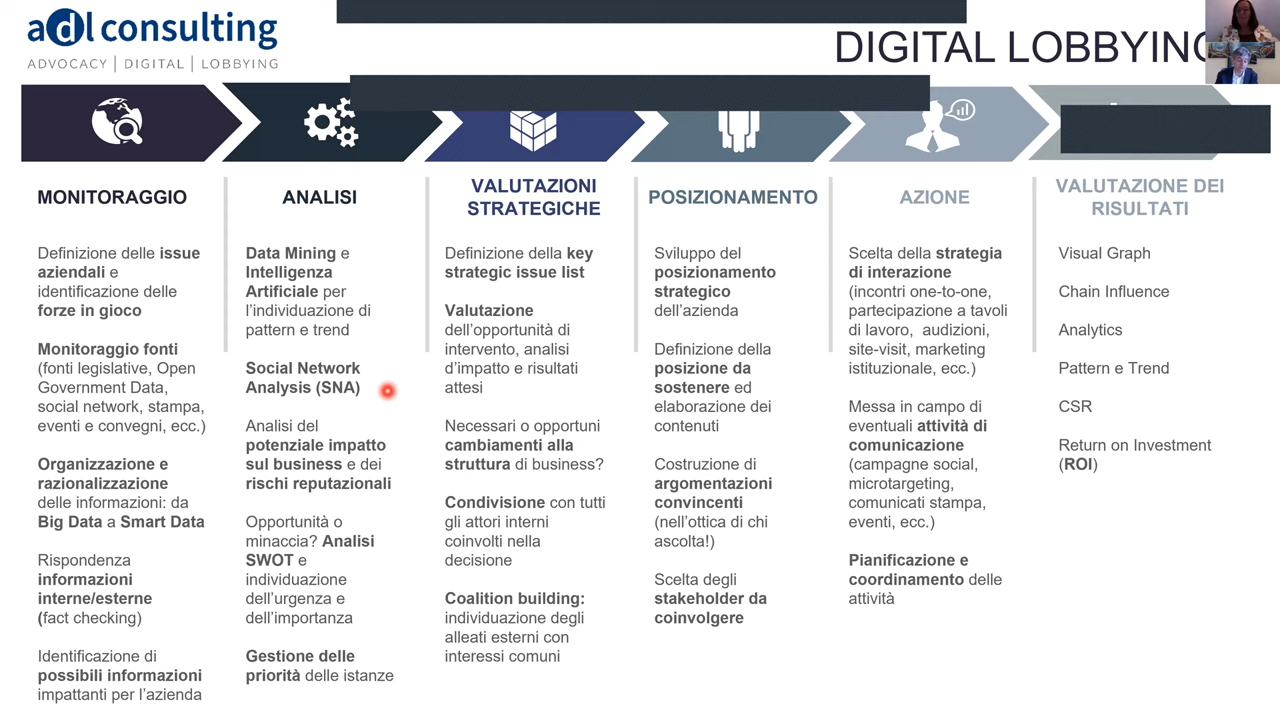 adl consulting
ADVOCACY | DIGITAL | LOBBYING
DIGITAL LOBBYING
MONITORAGGIO
Definizione delle issue
aziendali e
identificazione delle
forze in gioco
Monitoraggio fonti
(fonti legislative, Open
Government Data,
social network, stampa,
eventi e convegni, ecc.)
Organizzazione e
razionalizzazione
delle informazioni: da
Big Data a Smart Data
Rispondenza
informazioni
interne/esterne
(fact checking)
Identificazione di
possibili informazioni
impattanti per l'azienda
ANALISI
Data Mining e
Intelligenza
Artificiale per
l'individuazione di
pattern e trend
Social Network
Analysis (SNA)
Analisi del
potenziale impatto
sul business e dei
rischi reputazionali
Opportunità o
minaccia? Analisi
SWOT e
individuazione
dell'urgenza e
dell'importanza
Gestione delle
priorità delle istanze
VALUTAZIONI
STRATEGICHE
Definizione della key
strategic issue list
Valutazione
dell'opportunità di
intervento, analisi
d'impatto e risultati
attesi
Necessari o opportuni
cambiamenti alla
struttura di business?
Condivisione con tutti
gli attori interni
coinvolti nella
decisione
Coalition building:
individuazione degli
alleati esterni con
interessi comuni
POSIZIONAMENTO
Sviluppo del
posizionamento
strategico
dell'azienda
Definizione della
posizione da
sostenere ed
elaborazione dei
contenuti
Costruzione di
argomentazioni
convincenti
(nell'ottica di chi
ascolta!)
Scelta degli
stakeholder da
coinvolgere
AZIONE
Scelta della strategia
di interazione
(incontri one-to-one,
partecipazione a tavoli
di lavoro, audizioni,
site-visit, marketing
istituzionale, ecc.)
Messa in campo di
eventuali attività di
comunicazione
(campagne social,
microtargeting,
comunicati stampa,
eventi, ecc.)
Pianificazione e
coordinamento delle
attività
VALUTAZIONE DEI
RISULTATI
Visual Graph
Chain Influence
Analytics
Pattern e Trend
CSR
Return on Investment
(ROI)